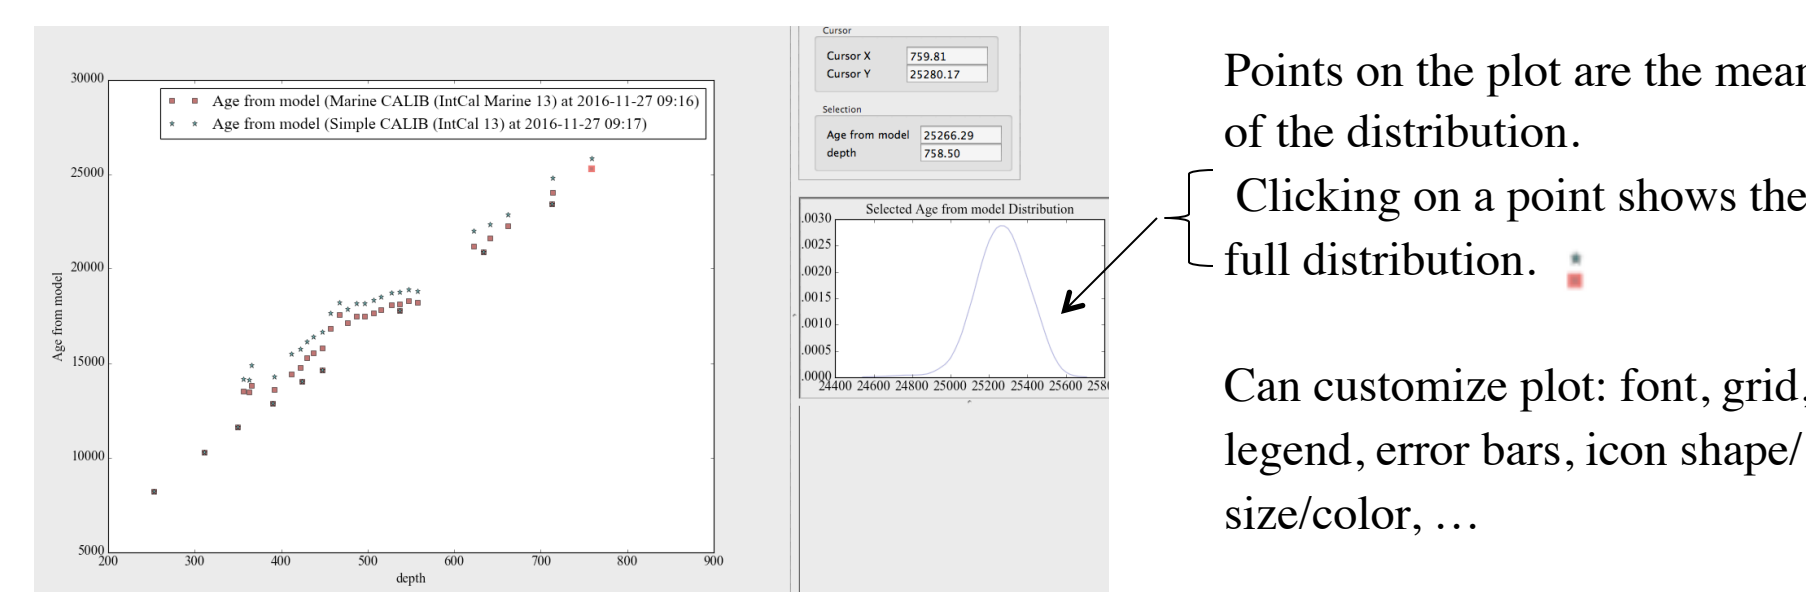 30000
25000
20000
15000
10000
5000
Age from model
200 300 400 500 600 700 800 900
depth
Age from model (Marine CALIB (IntCal Marine 13) at 2016-11-27 09:16)
Age from model (Simple CALIB (IntCal 13) at 2016-11-27 09:17)
Cursor
Cursor X 759.81
Cursor Y 25280.17
Selection
Age from model 25266.29
depth 758.50
Selected Age from model Distribution
.0030
.0025
.0020
.0015
.0010
.0005
.0000
24400 24600 24800 25000 25200 25400 25600 2580
Points on the plot are the mean
of the distribution.
Clicking on a point shows the
full distribution.
Can customize plot: font, grid,
legend, error bars, icon shape/
size/color, …